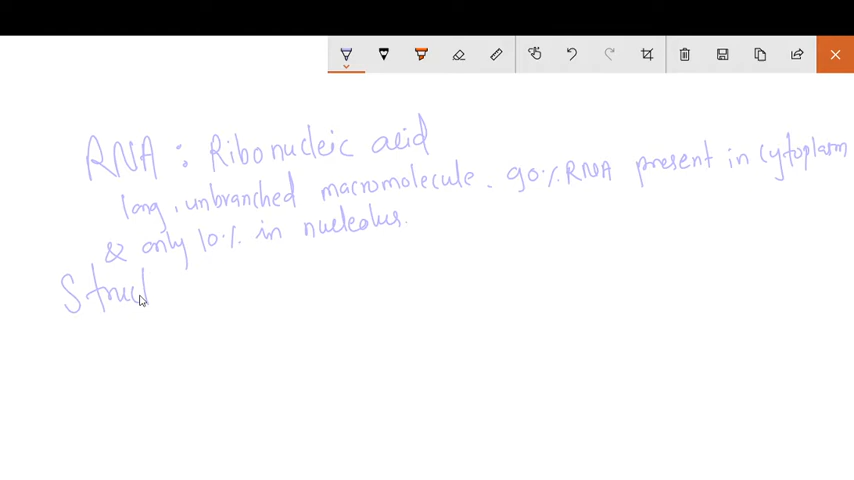 RNA : Ribonucleic acid
long, unbranched macromolecule. 90% RNA present in cytoplasm
& only 10% in nucleolus.
Struct